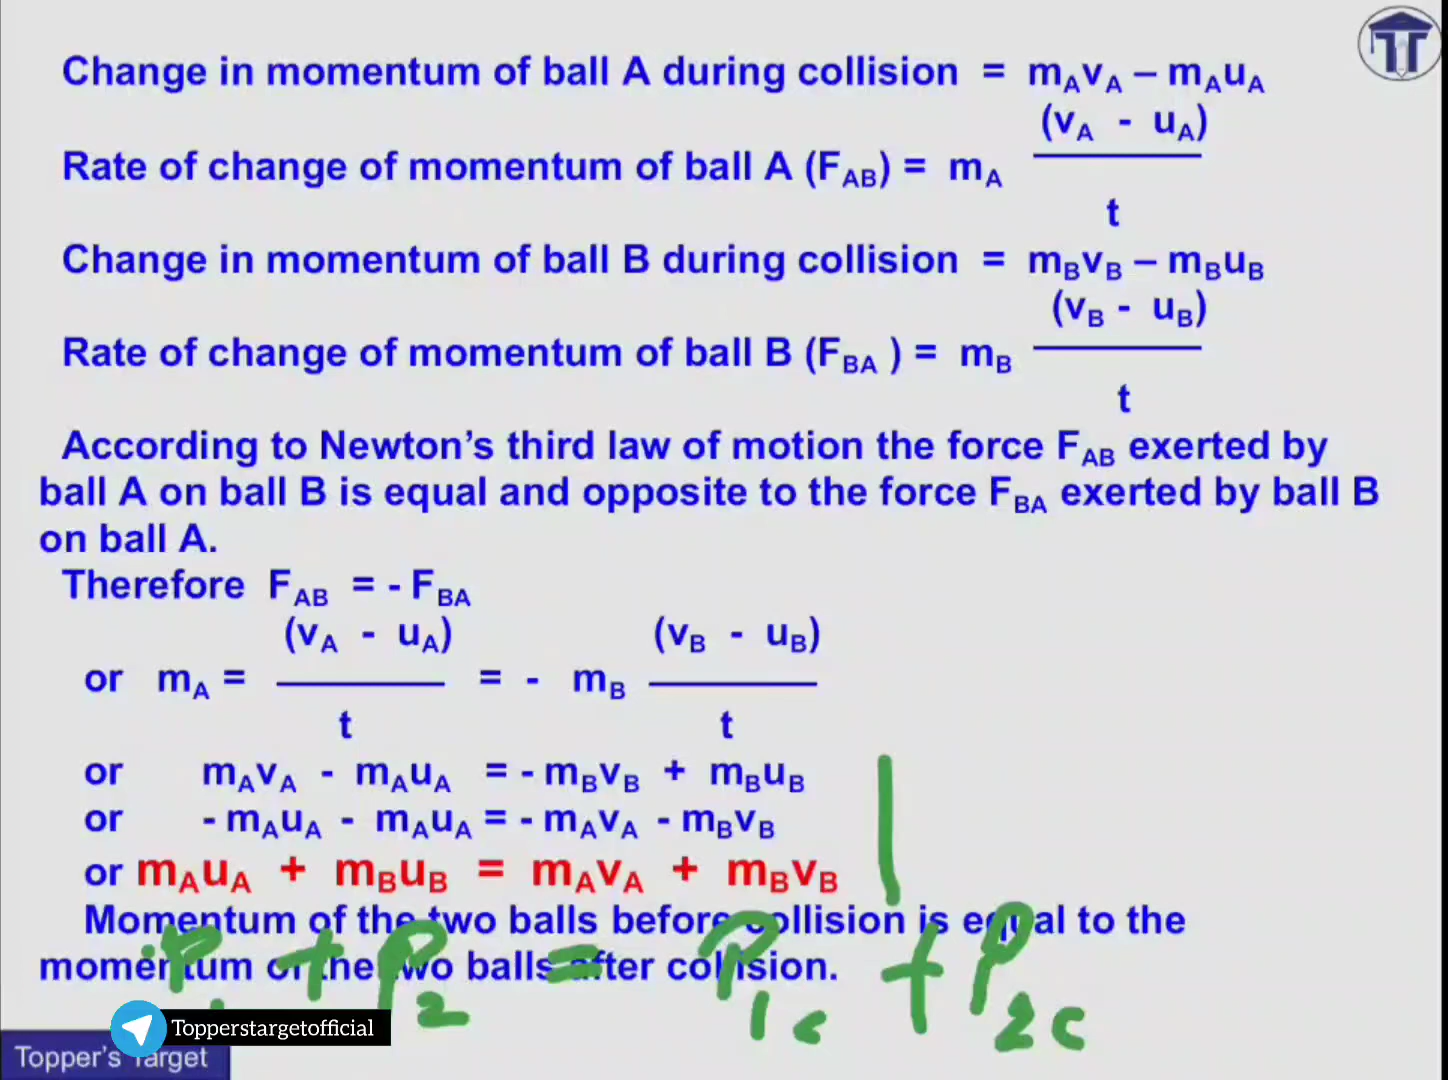 Change in momentum of ball A during collision = mAvA – mAuA
(vA - uA)
Rate of change of momentum of ball A (FAB) = mA
t
Change in momentum of ball B during collision = mBvB – mBuB
(vB - uB)
Rate of change of momentum of ball B (FBA ) = mB
t
According to Newton’s third law of motion the force FAB exerted by
ball A on ball B is equal and opposite to the force FBA exerted by ball B
on ball A.
Therefore FAB = - FBA
(vA - uA) (vB - uB)
or mA = = - mB
t t
or mAvA - mAuA = - mBvB + mBuB
or - mAuA - mAuA = - mAvA - mBvB
or mAuA + mBuB = mAvA + mBvB
Momentum of the two balls before collision is equal to the
momentum of the two balls after collision.
P1 + P2 = P1c + P2c
Topperstargetofficial
Topper’s Target